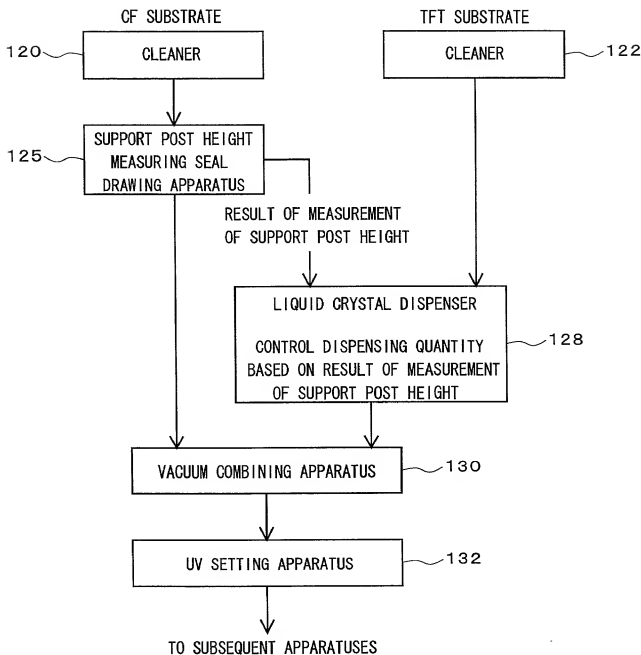 CF SUBSTRATE
TFT SUBSTRATE
120
CLEANER
CLEANER
122
125
SUPPORT POST HEIGHT
MEASURING SEAL
DRAWING APPARATUS
RESULT OF MEASUREMENT
OF SUPPORT POST HEIGHT
LIQUID CRYSTAL DISPENSER
CONTROL DISPENSING QUANTITY
BASED ON RESULT OF MEASUREMENT
OF SUPPORT POST HEIGHT
128
VACUUM COMBINING APPARATUS
130
UV SETTING APPARATUS
132
TO SUBSEQUENT APPARATUSES